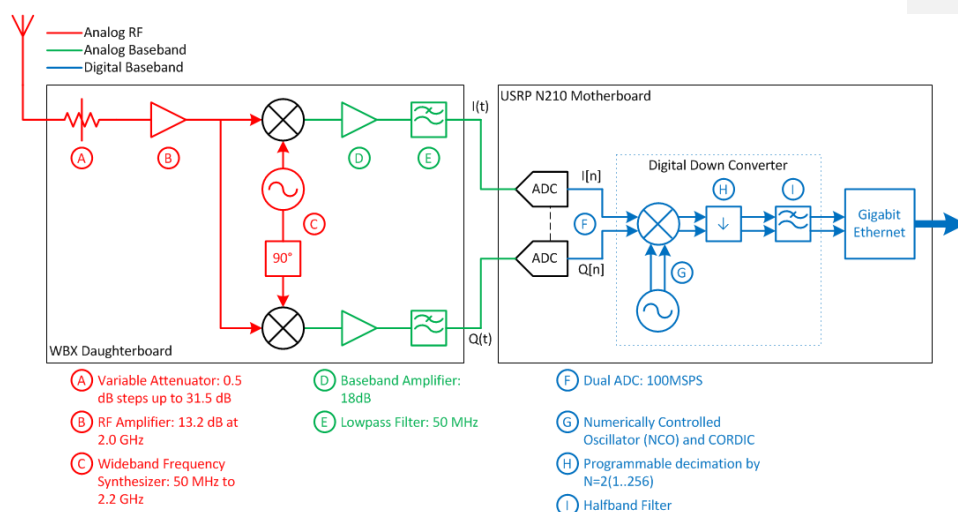 Analog RF
Analog Baseband
Digital Baseband
USRP N210 Motherboard
I(t)
Digital Down Converter
A
B
D
E
ADC
I[n]
H
I
F
C
90°
↓
Gigabit
Ethernet
ADC
Q[n]
G
Q(t)
WBX Daughterboard
A Variable Attenuator: 0.5
dB steps up to 31.5 dB
B RF Amplifier: 13.2 dB at
2.0 GHz
C Wideband Frequency
Synthesizer: 50 MHz to
2.2 GHz
D Baseband Amplifier:
18dB
E Lowpass Filter: 50 MHz
F Dual ADC: 100MSPS
G Numerically Controlled
Oscillator (NCO) and CORDIC
H Programmable decimation by
N=2(1..256)
I Halfband Filter